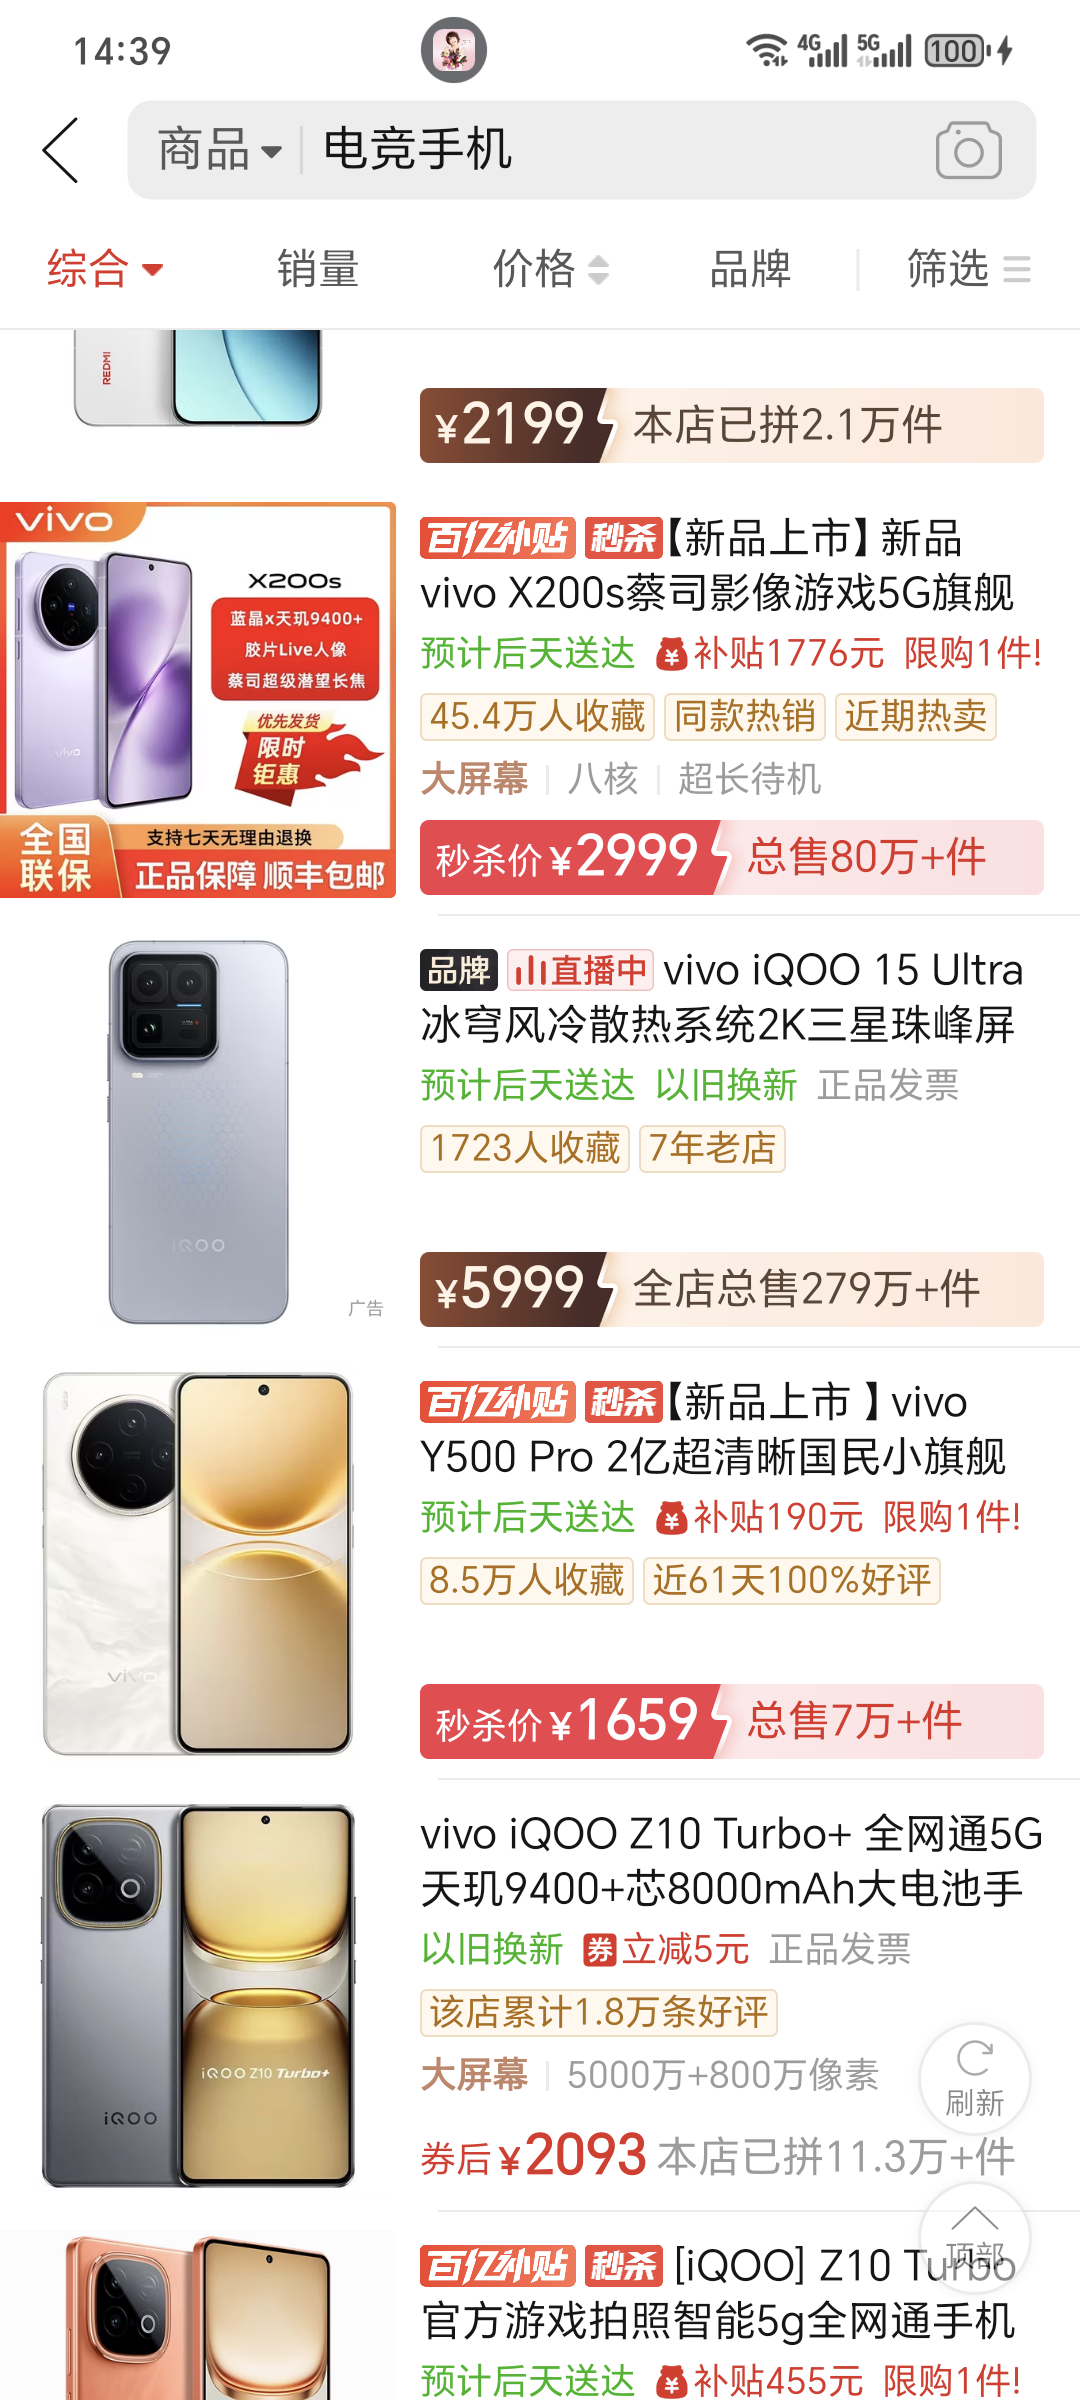 14:39
4G 5G 100
商品 电竞手机
综合 销量 价格 品牌 筛选
REDMI
¥2199 本店已拼2.1万件
vivo
X200s
蓝晶x天玑9400+
胶片Live人像
蔡司超级潜望长焦
优先发货
限时
钜惠
vivo
全国
联保
支持七天无理由退换
正品保障 顺丰包邮
百亿补贴 秒杀【新品上市】新品
vivo X200s蔡司影像游戏5G旗舰
预计后天送达 ¥补贴1776元 限购1件!
45.4万人收藏 同款热销 近期热卖
大屏幕 八核 超长待机
秒杀价¥2999 总售80万+件
iQOO
广告
品牌 直播中 vivo iQOO 15 Ultra
冰穹风冷散热系统2K三星珠峰屏
预计后天送达 以旧换新 正品发票
1723人收藏 7年老店
¥5999 全店总售279万+件
vivo
百亿补贴 秒杀【新品上市 】vivo
Y500 Pro 2亿超清晰国民小旗舰
预计后天送达 ¥补贴190元 限购1件!
8.5万人收藏 近61天100%好评
秒杀价¥1659 总售7万+件
iQOO Z10 Turbo+
iQOO
vivo iQOO Z10 Turbo+ 全网通5G
天玑9400+芯8000mAh大电池手
以旧换新 券立减5元 正品发票
该店累计1.8万条好评
大屏幕 5000万+800万像素
券后¥2093 本店已拼11.3万+件
刷新
顶部
百亿补贴 秒杀 [iQOO] Z10 Turbo
官方游戏拍照智能5g全网通手机
预计后天送达 ¥补贴455元 限购1件!